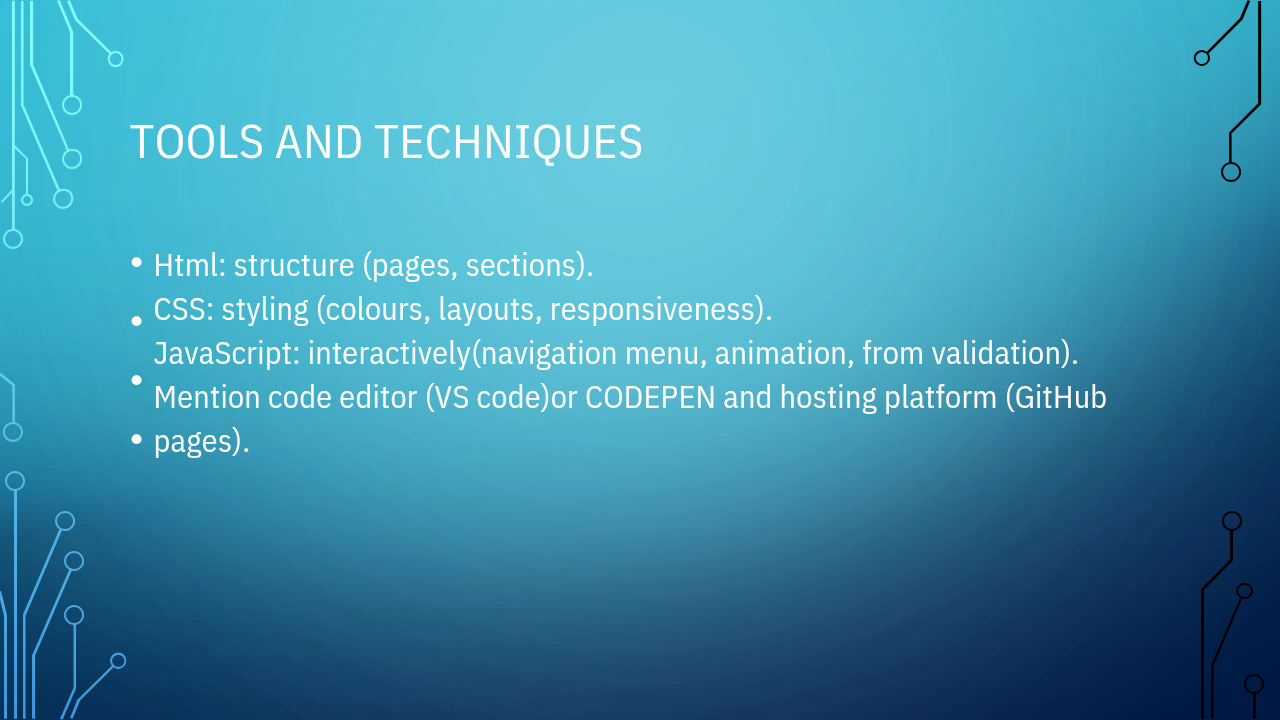 TOOLS AND TECHNIQUES
• Html: structure (pages, sections).
• CSS: styling (colours, layouts, responsiveness).
• JavaScript: interactively(navigation menu, animation, from validation).
• Mention code editor (VS code)or CODEPEN and hosting platform (GitHub
pages).